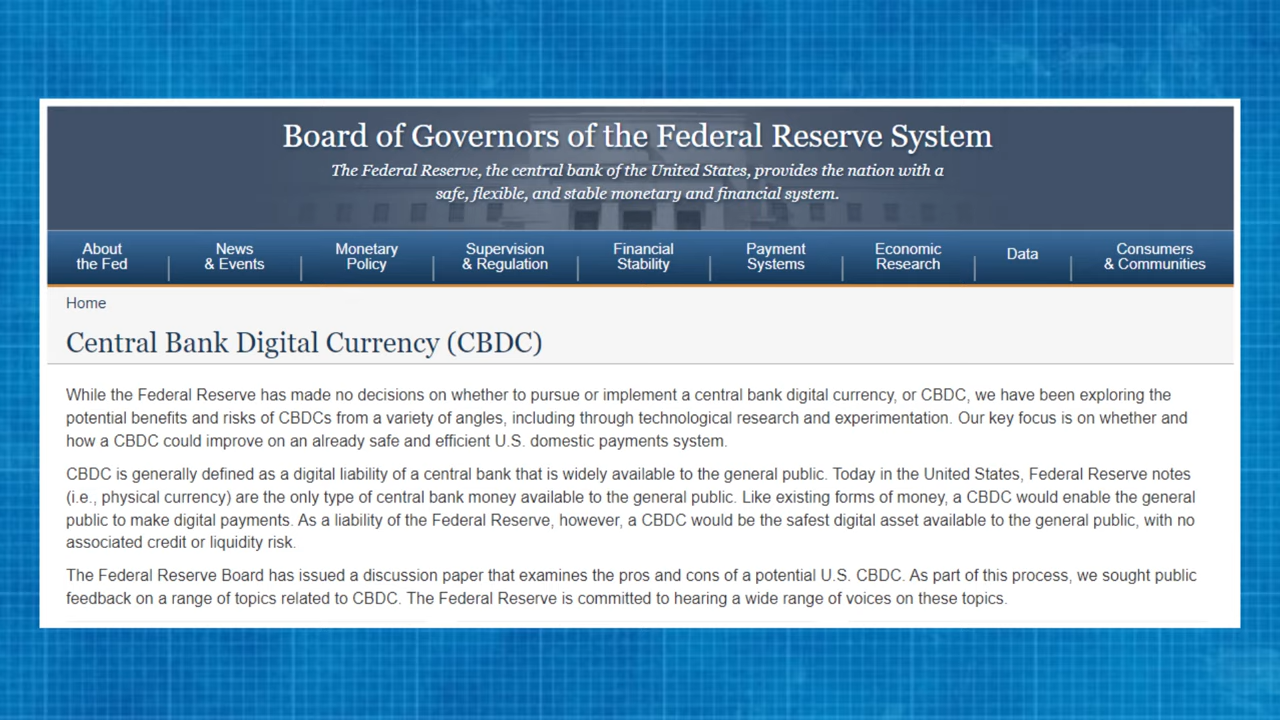 Board of Governors of the Federal Reserve System
The Federal Reserve, the central bank of the United States, provides the nation with a
safe, flexible, and stable monetary and financial system.
About
the Fed
News
& Events
Monetary
Policy
Supervision
& Regulation
Financial
Stability
Payment
Systems
Economic
Research
Data
Consumers
& Communities
Home
Central Bank Digital Currency (CBDC)
While the Federal Reserve has made no decisions on whether to pursue or implement a central bank digital currency, or CBDC, we have been exploring the
potential benefits and risks of CBDCs from a variety of angles, including through technological research and experimentation. Our key focus is on whether and
how a CBDC could improve on an already safe and efficient U.S. domestic payments system.
CBDC is generally defined as a digital liability of a central bank that is widely available to the general public. Today in the United States, Federal Reserve notes
(i.e., physical currency) are the only type of central bank money available to the general public. Like existing forms of money, a CBDC would enable the general
public to make digital payments. As a liability of the Federal Reserve, however, a CBDC would be the safest digital asset available to the general public, with no
associated credit or liquidity risk.
The Federal Reserve Board has issued a discussion paper that examines the pros and cons of a potential U.S. CBDC. As part of this process, we sought public
feedback on a range of topics related to CBDC. The Federal Reserve is committed to hearing a wide range of voices on these topics.